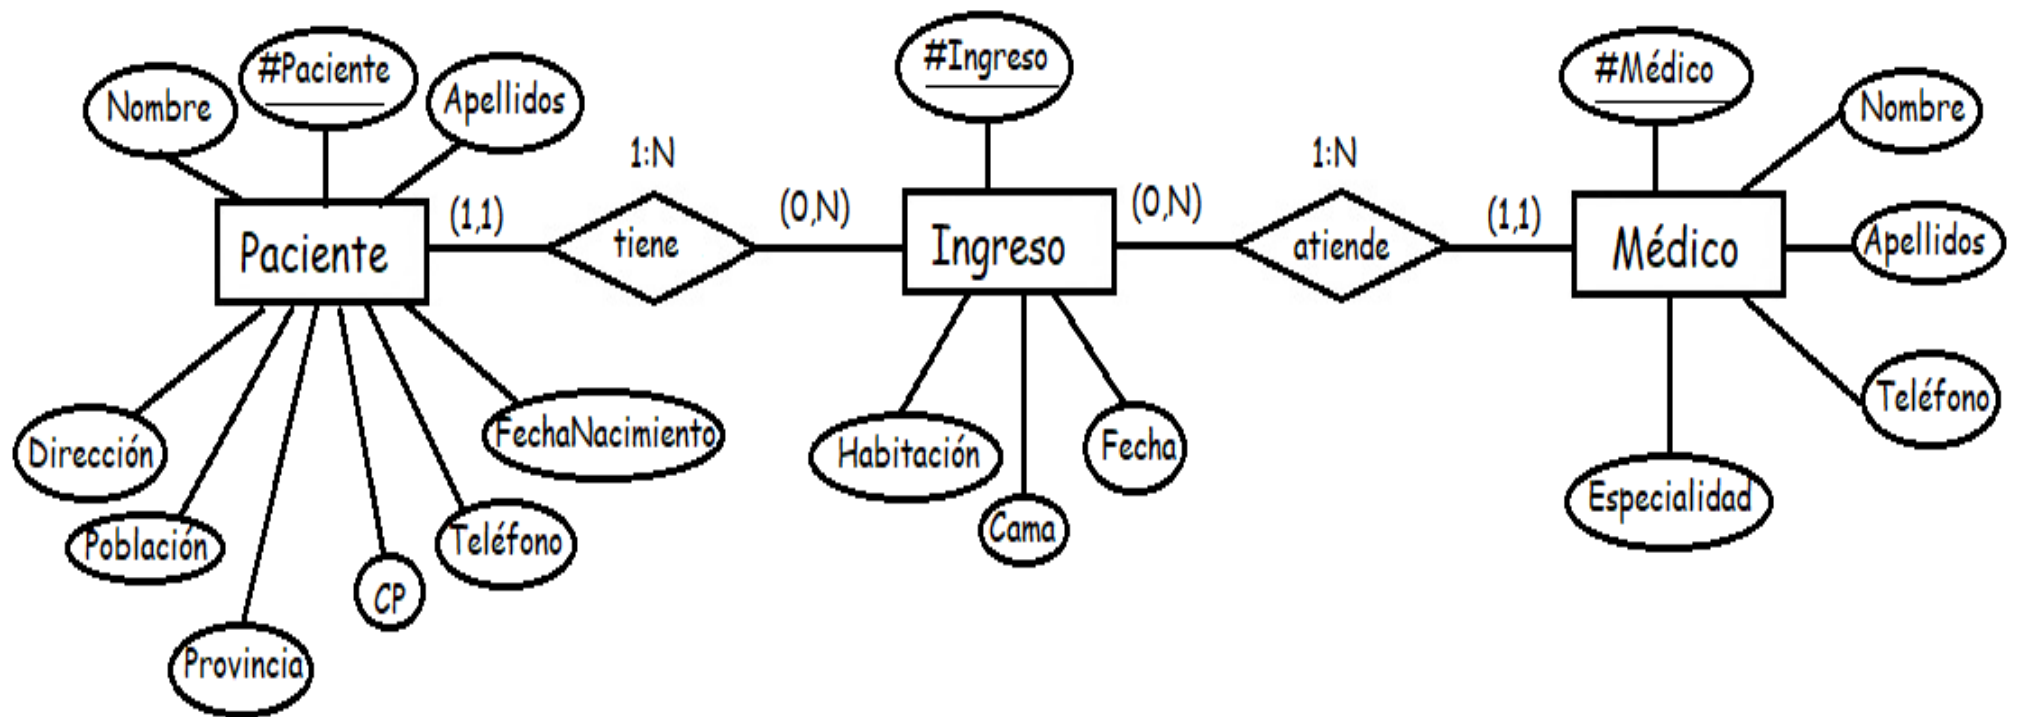 #Paciente
Nombre
Apellidos
#Ingreso
#Médico
Nombre
1:N
1:N
(1,1)
(0,N)
(0,N)
(1,1)
Paciente
tiene
Ingreso
atiende
Médico
Apellidos
Dirección
Población
Provincia
CP
Teléfono
FechaNacimiento
Habitación
Cama
Fecha
Especialidad
Teléfono